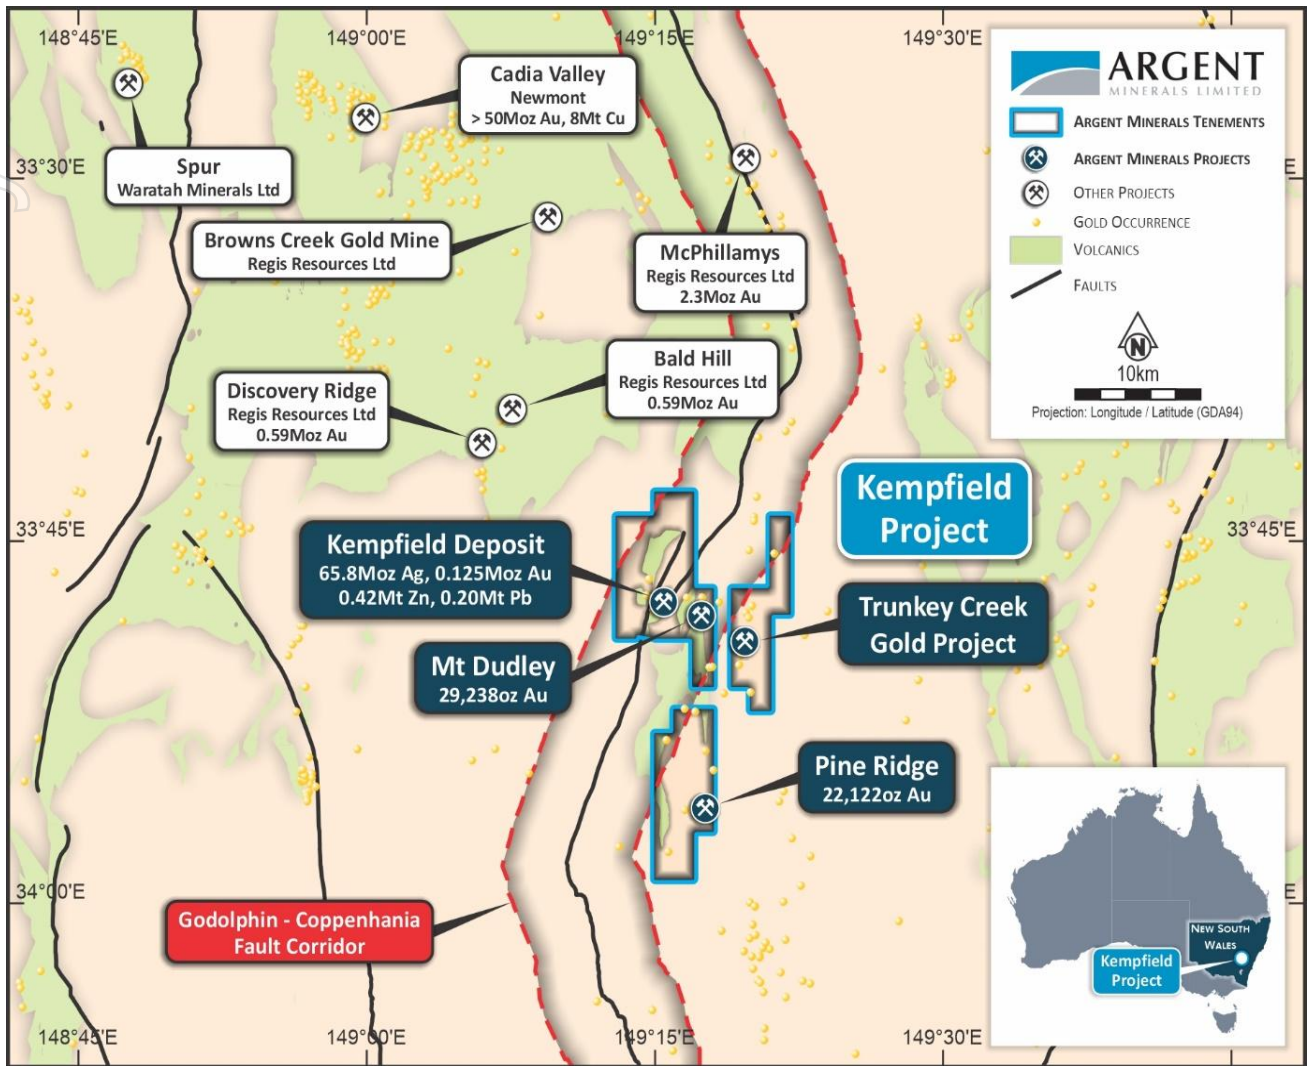 148°45'E
149°00'E
149°15'E
149°30'E
ARGENT
MINERALS LIMITED
ARGENT MINERALS TENEMENTS
ARGENT MINERALS PROJECTS
OTHER PROJECTS
GOLD OCCURRENCE
VOLCANICS
FAULTS
N
10km
Projection: Longitude / Latitude (GDA94)
Cadia Valley
Newmont
> 50Moz Au, 8Mt Cu
33°30'E
Spur
Waratah Minerals Ltd
Browns Creek Gold Mine
Regis Resources Ltd
McPhillamys
Regis Resources Ltd
2.3Moz Au
Bald Hill
Regis Resources Ltd
0.59Moz Au
Discovery Ridge
Regis Resources Ltd
0.59Moz Au
Kempfield
Project
33°45'E
33°45'E
Kempfield Deposit
65.8Moz Ag, 0.125Moz Au
0.42Mt Zn, 0.20Mt Pb
Trunkey Creek
Gold Project
Mt Dudley
29,238oz Au
Pine Ridge
22,122oz Au
34°00'E
Godolphin - Coppenhania
Fault Corridor
NEW SOUTH
WALES
Kempfield
Project
148°45'E
149°00'E
149°15'E
149°30'E